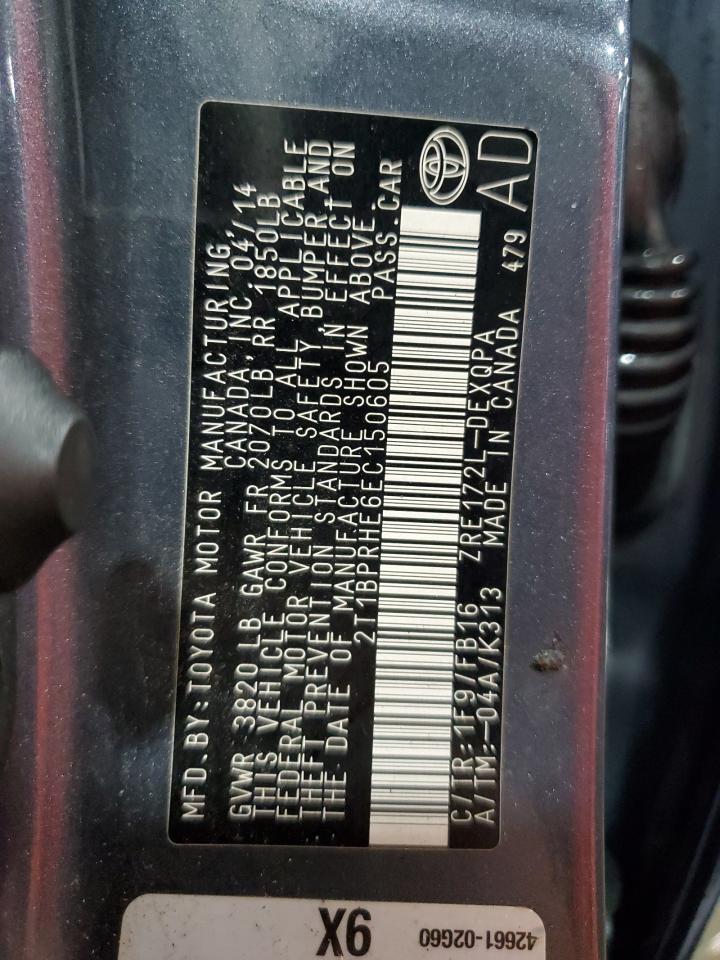 MFD.BY:TOYOTA MOTOR MANUFACTURING
CANADA, INC. 04/14
GVWR 3820 LB GAWR FR 2070LB, RR 1850LB
THIS VEHICLE CONFORMS TO ALL APPLICABLE
FEDERAL MOTOR VEHICLE SAFETY, BUMPER AND
THEFT PREVENTION STANDARDS IN EFFECT ON
THE DATE OF MANUFACTURE SHOWN ABOVE.
2T1BPRHE6EC150605 PASS.CAR
C/TR:1F9/FB16 ZRE172L-DEXQPA
A/TM:-04A/K313 MADE IN CANADA 479
AD
9X
42661-02G60